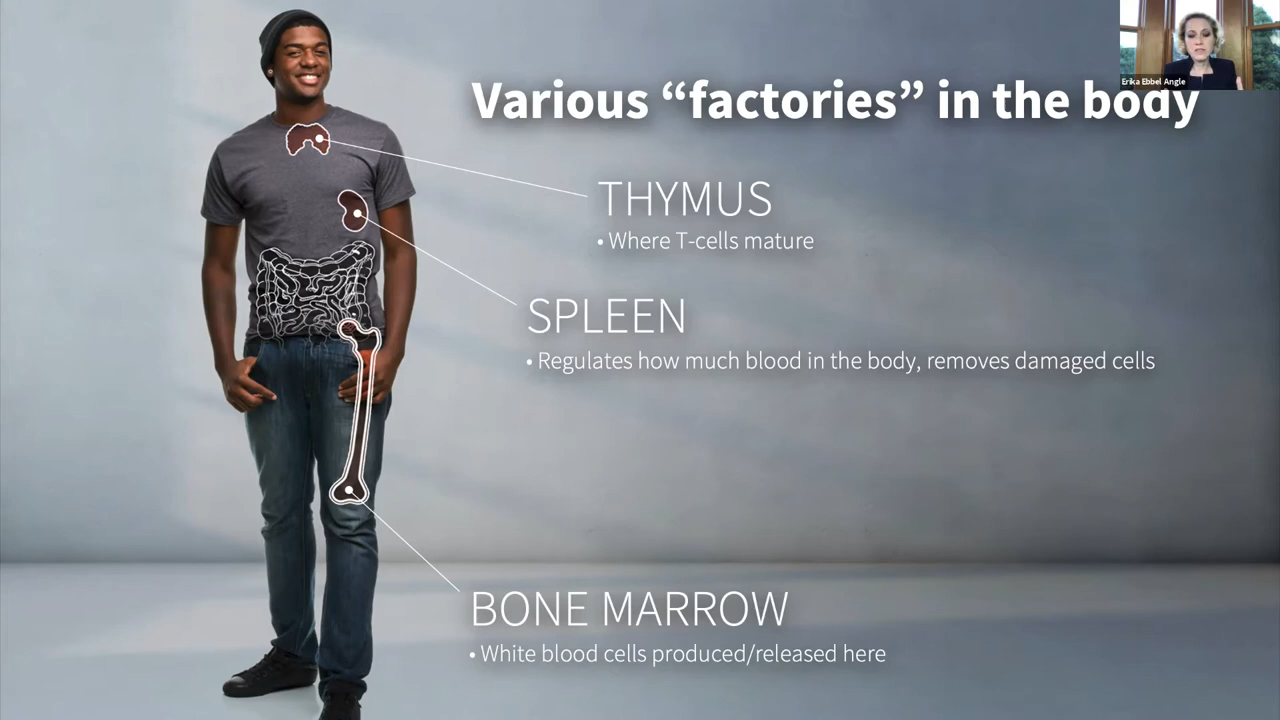 Erika Ebbel Angle
Various “factories” in the body
THYMUS
• Where T-cells mature
SPLEEN
• Regulates how much blood in the body, removes damaged cells
BONE MARROW
• White blood cells produced/released here